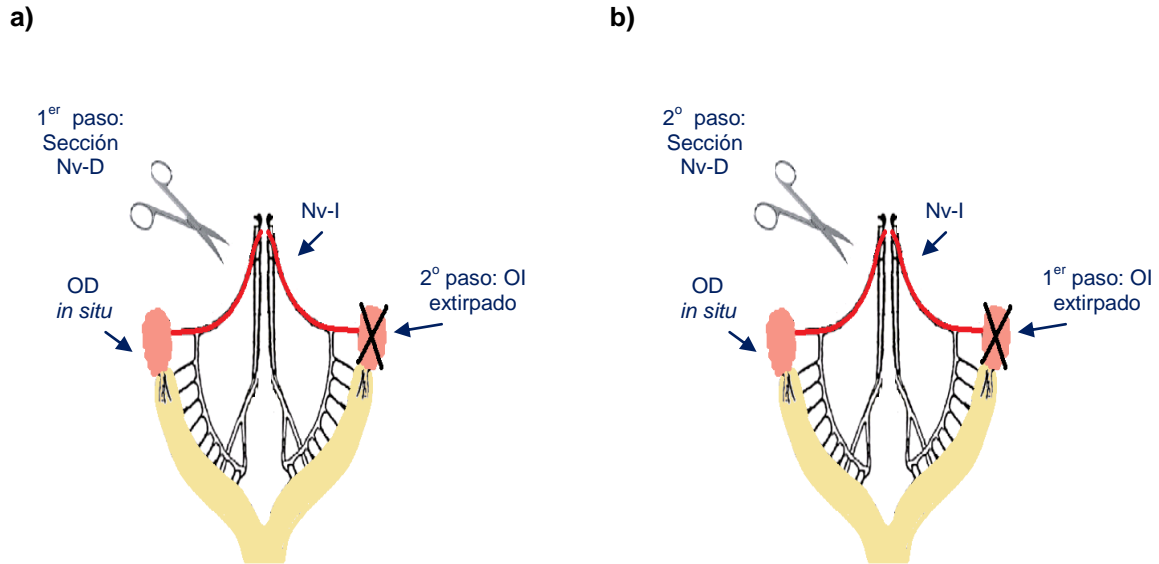 a)
1er paso:
Sección
Nv-D
Nv-I
2º paso: OI
extirpado
OD
in situ
b)
2º paso:
Sección
Nv-D
Nv-I
1er paso: OI
extirpado
OD
in situ